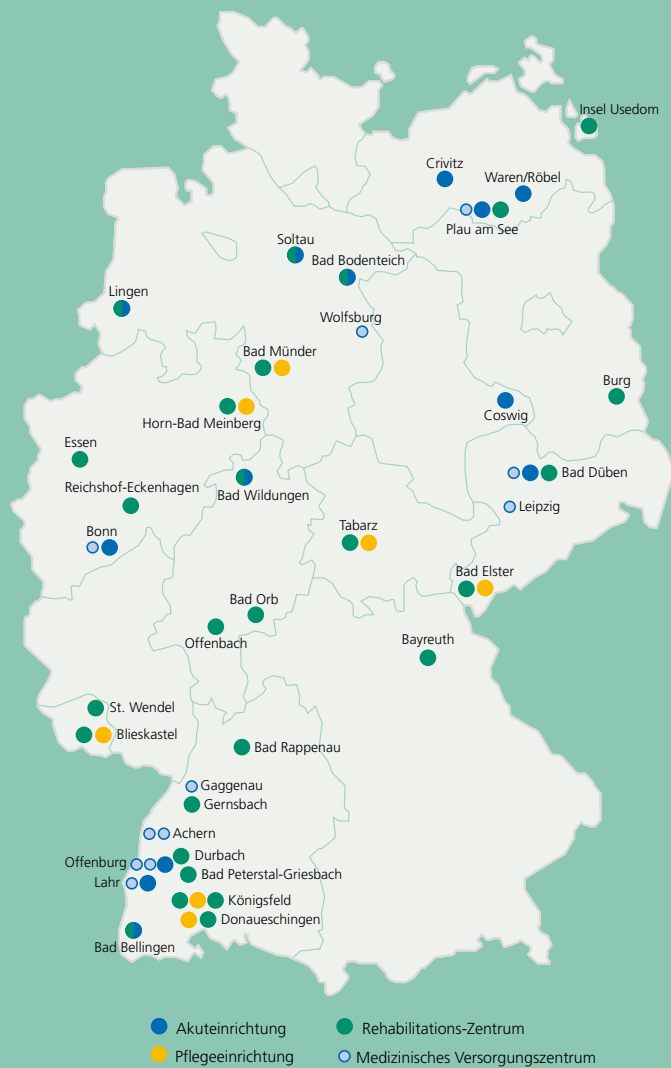 Insel Usedom
Crivitz
Waren/Röbel
Plau am See
Soltau
Bad Bodenteich
Lingen
Wolfsburg
Bad Münder
Burg
Horn-Bad Meinberg
Coswig
Essen
Bad Düben
Reichshof-Eckenhagen
Bad Wildungen
Leipzig
Bonn
Tabarz
Bad Elster
Bad Orb
Offenbach
Bayreuth
St. Wendel
Blieskastel
Bad Rappenau
Gaggenau
Gernsbach
Achern
Durbach
Offenburg
Bad Peterstal-Griesbach
Lahr
Königsfeld
Donaueschingen
Bad Bellingen
Akuteinrichtung
Rehabilitations-Zentrum
Pflegeeinrichtung
Medizinisches Versorgungszentrum